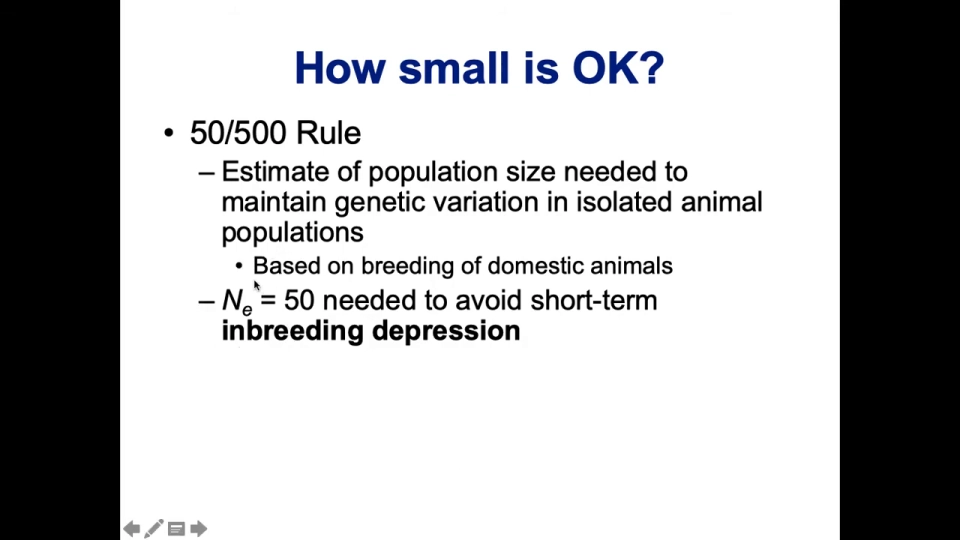 How small is OK?
• 50/500 Rule
– Estimate of population size needed to
maintain genetic variation in isolated animal
populations
• Based on breeding of domestic animals
– Ne = 50 needed to avoid short-term
inbreeding depression